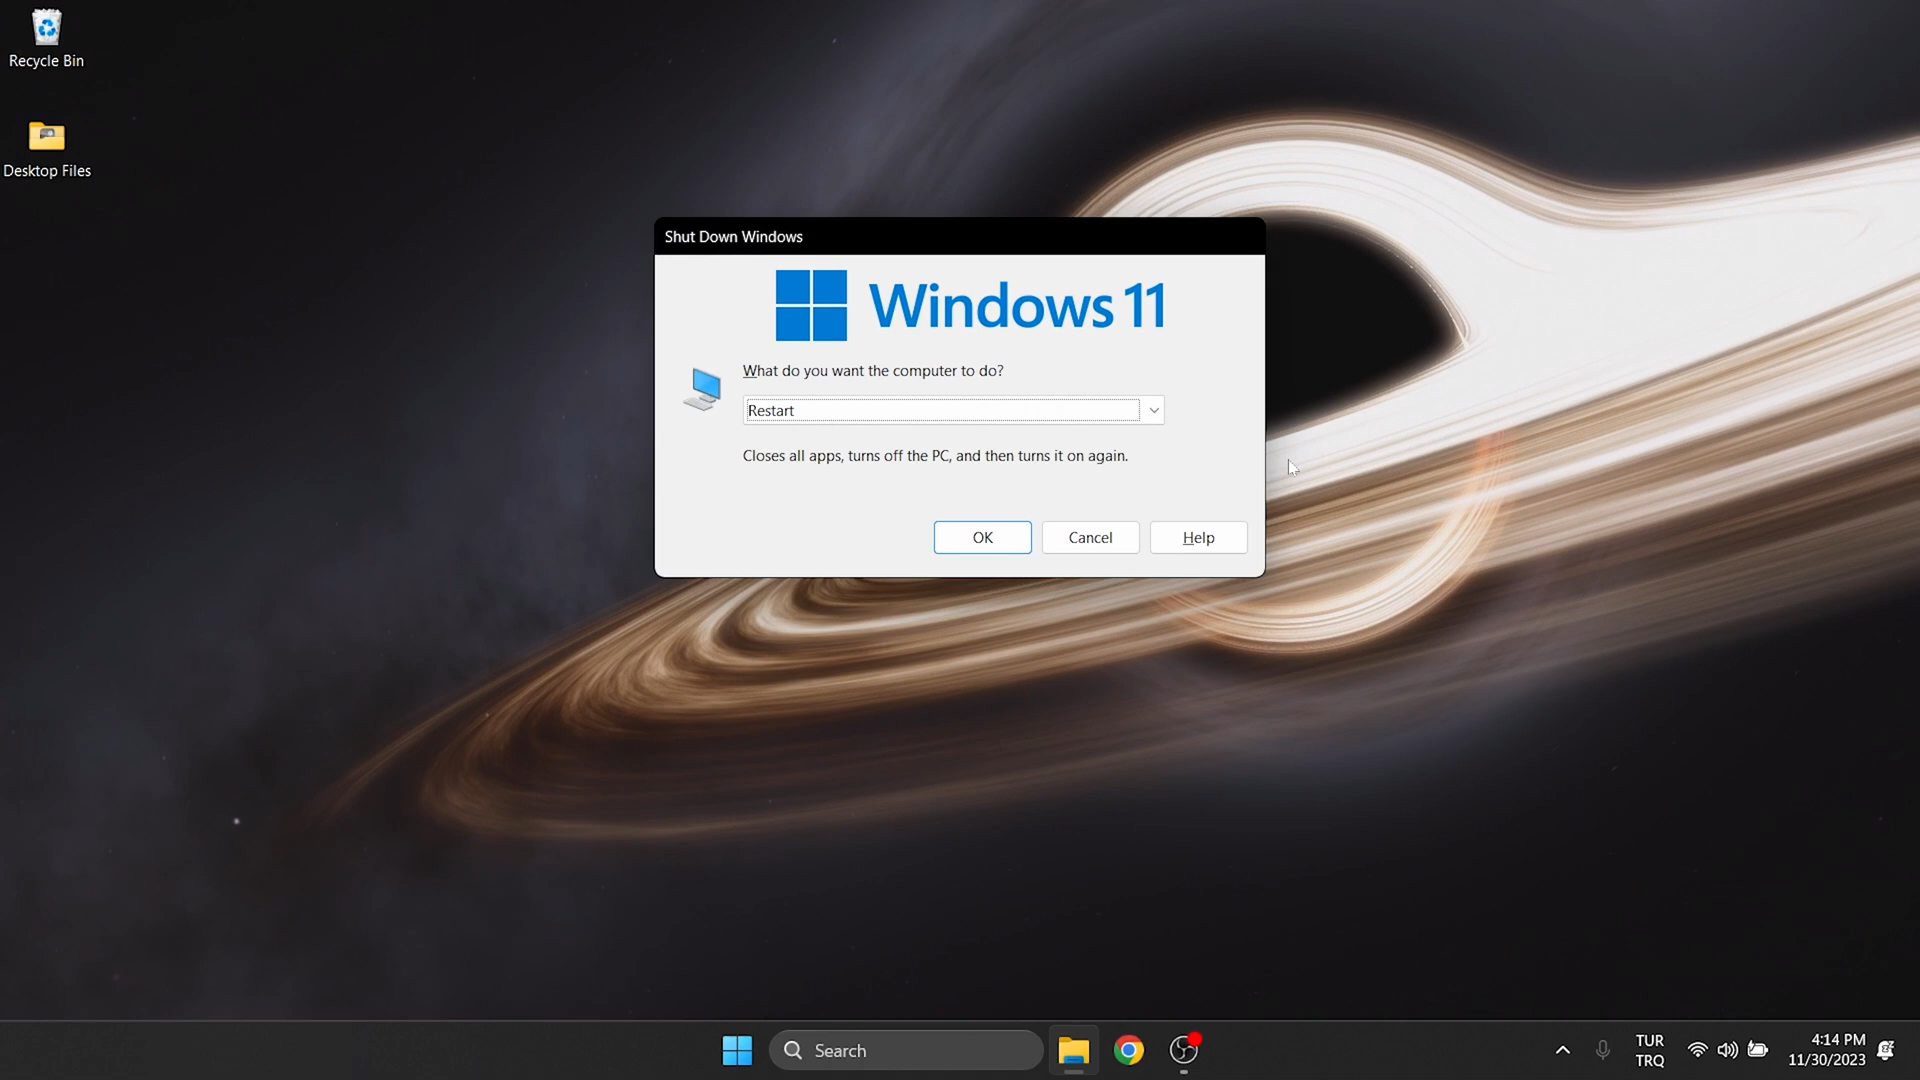 Recycle Bin
Desktop Files
Shut Down Windows
Windows 11
What do you want the computer to do?
Restart
Closes all apps, turns off the PC, and then turns it on again.
OK
Cancel
Help
Search
TUR
TRQ
4:14 PM
11/30/2023